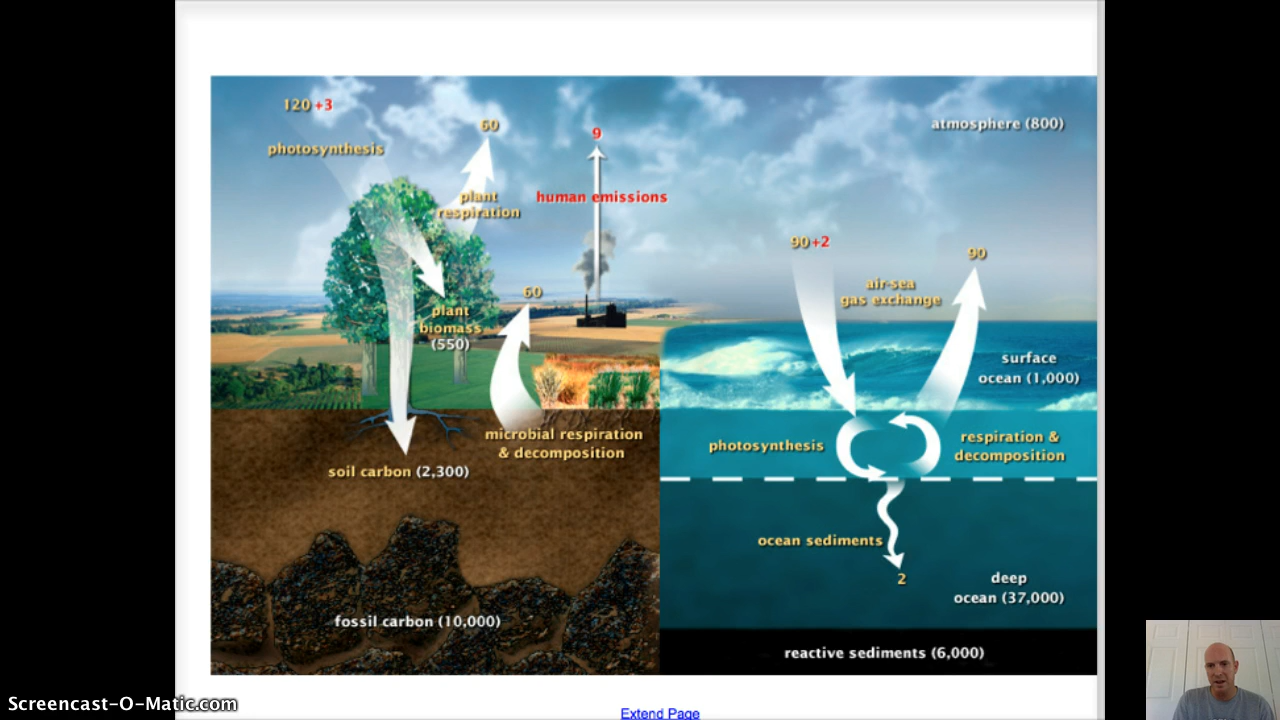 120 +3
photosynthesis
60
plant
respiration
9
human emissions
atmosphere (800)
90+2
90
air-sea
gas exchange
60
plant
biomass
(550)
surface
ocean (1,000)
microbial respiration
& decomposition
photosynthesis
respiration &
decomposition
soil carbon (2,300)
ocean sediments
2
deep
ocean (37,000)
fossil carbon (10,000)
reactive sediments (6,000)
Screencast-O-Matic.com
Extend Page